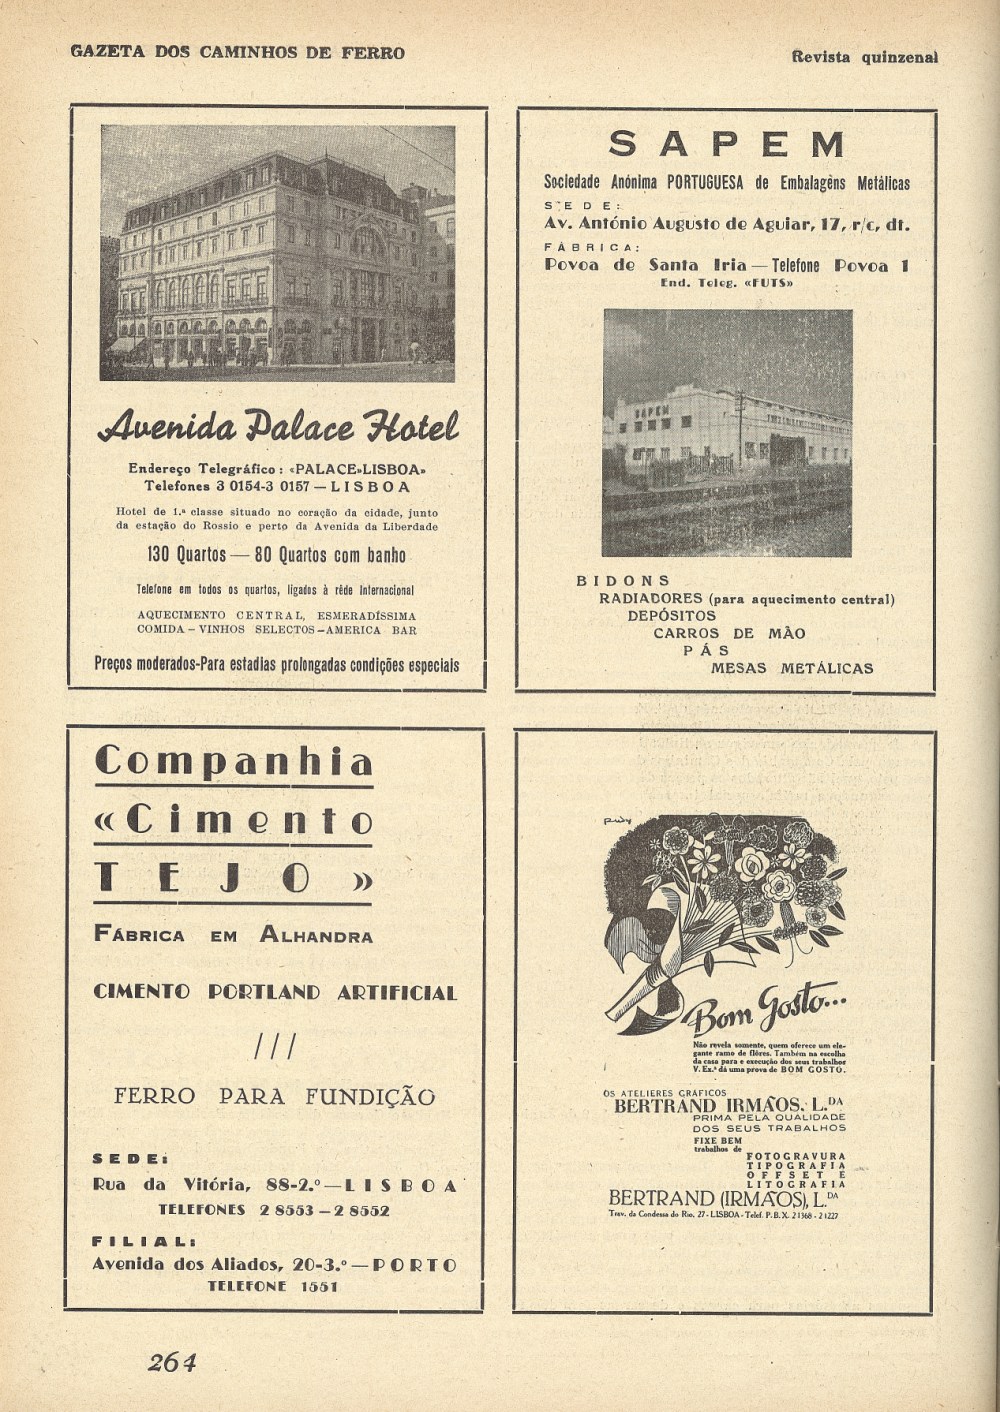 GAZETA DOS CAMINHOS DE FERRO
Revista quinzenal
Avenida Palace Hotel
Endereço Telegráfico: «PALACE»LISBOA»
Telefones 3 0154-3 0157 — LISBOA
Hotel de 1.ª classe situado no coração da cidade, junto
da estação do Rossio e perto da Avenida da Liberdade
130 Quartos — 80 Quartos com banho
Telefone em todos os quartos, ligados à rêde Internacional
AQUECIMENTO CENTRAL, ESMERADÍSSIMA
COMIDA – VINHOS SELECTOS – AMERICA BAR
Preços moderados-Para estadias prolongadas condições especiais
SAPEM
Sociedade Anónima PORTUGUESA de Embalagêns Metálicas
SEDE:
Av. António Augusto de Aguiar, 17, r/c, dt.
FÀBRICA:
Povoa de Santa Iria — Telefone Povoa 1
End. Teleg. «FUTS»
SAPEM
BIDONS
RADIADORES (para aquecimento central)
DEPÓSITOS
CARROS DE MÃO
PÁS
MESAS METÁLICAS
Companhia
«Cimento
TEJO»
FÁBRICA EM ALHANDRA
CIMENTO PORTLAND ARTIFICIAL
///
FERRO PARA FUNDIÇÃO
SEDE:
Rua da Vitória, 88-2.º — LISBOA
TELEFONES 2 8553 – 2 8552
FILIAL:
Avenida dos Aliados, 20-3.º — PORTO
TELEFONE 1551
Bom Gosto...
Não revela somente, quem oferece um ele-
gante ramo de flôres. Também na escolha
da casa para e execução dos seus trabalhos
V. Ex.ª dá uma prova de BOM GOSTO.
OS ATELIERES GRÁFICOS
BERTRAND IRMÃOS, L.DA
PRIMA PELA QUALIDADE
DOS SEUS TRABALHOS
FIXE BEM
trabalhos de
FOTOGRAVURA
TIPOGRAFIA
OFFSET E
LITOGRAFIA
BERTRAND (IRMÃOS), L.DA
Trav. da Condessa do Rio, 27 - LISBOA - Telef. P. B. X. 2 1368 - 2 1227
264